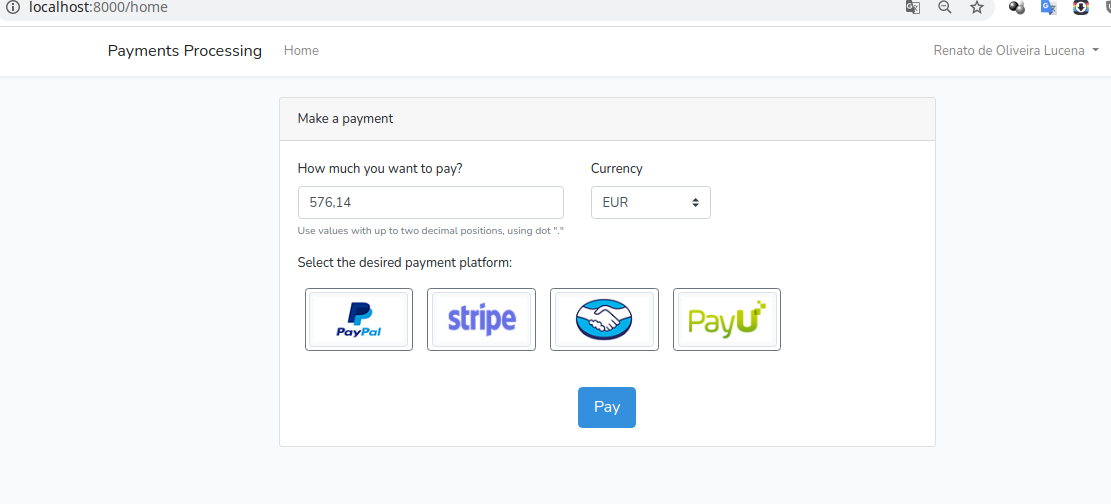 localhost:8000/home
Payments Processing Home Renato de Oliveira Lucena
Make a payment
How much you want to pay? Currency
576,14 EUR
Use values with up to two decimal positions, using dot "."
Select the desired payment platform:
PayPal stripe PayU
Pay